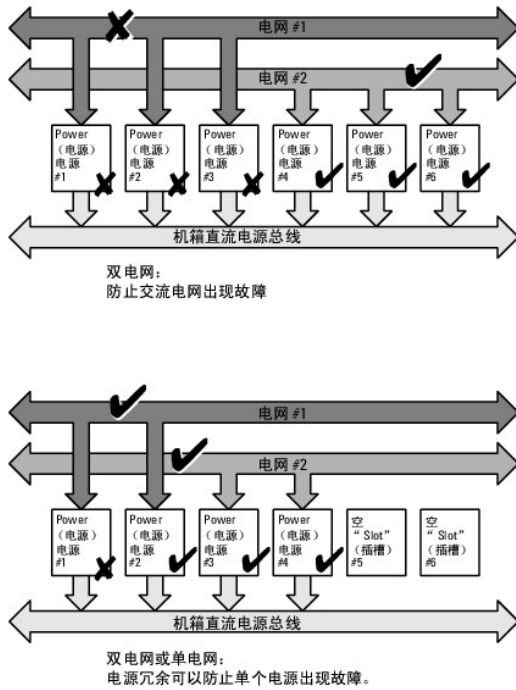 电网 #1
电网 #2
Power
（电源）
电源
#1
Power
（电源）
电源
#2
Power
（电源）
电源
#3
Power
（电源）
电源
#4
Power
（电源）
电源
#5
Power
（电源）
电源
#6
机箱直流电源总线
双电网：
防止交流电网出现故障
电网 #1
电网 #2
Power
（电源）
电源
#1
Power
（电源）
电源
#2
Power
（电源）
电源
#3
Power
（电源）
电源
#4
空
“Slot”
（插槽）
#5
空
“Slot”
（插槽）
#6
机箱直流电源总线
双电网或单电网：
电源冗余可以防止单个电源出现故障。